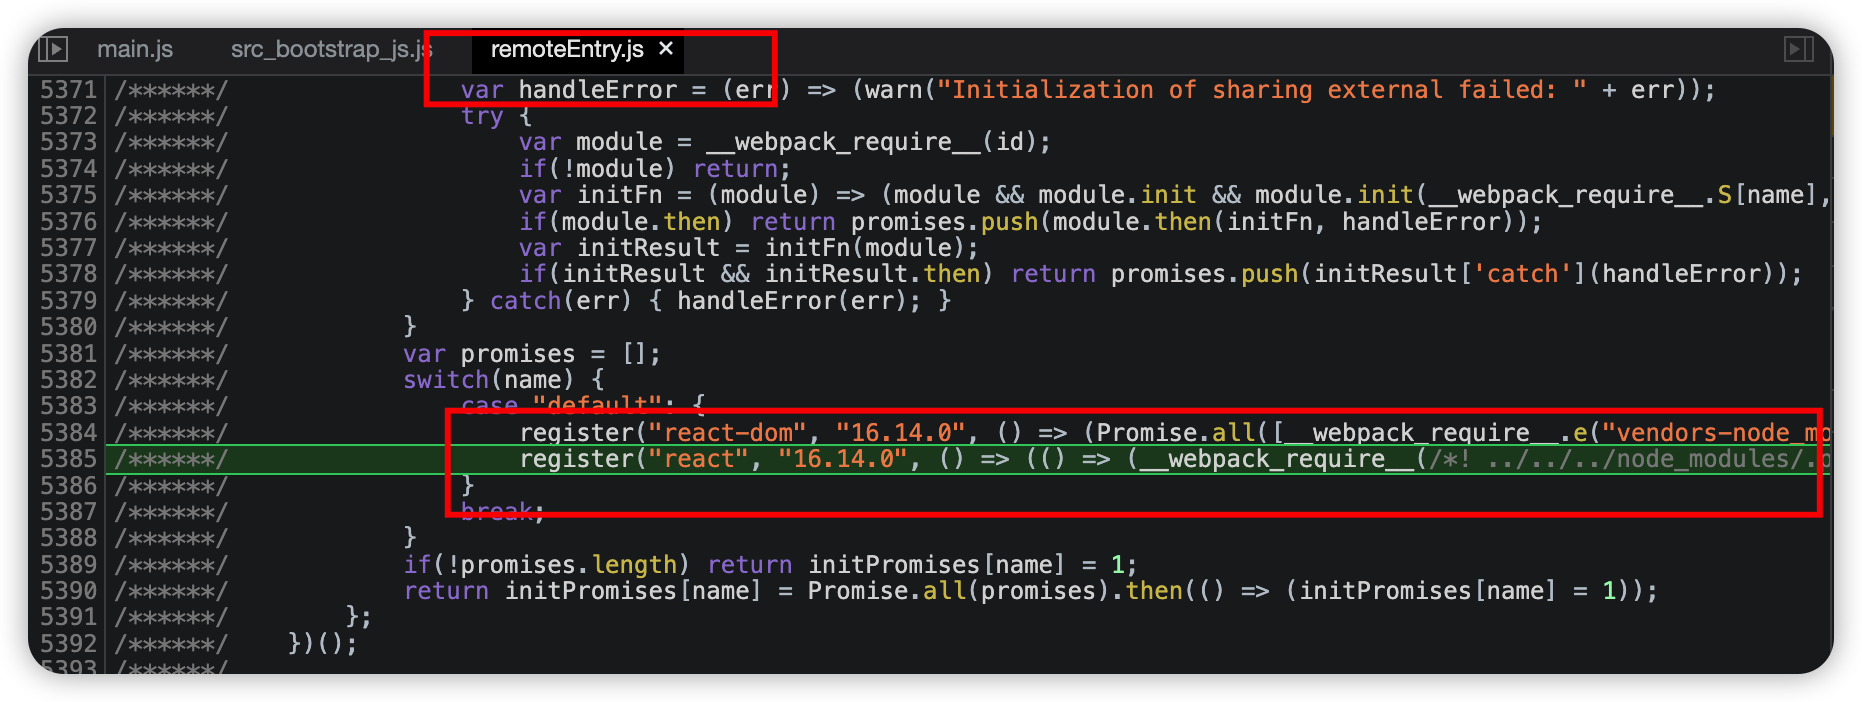 main.js src_bootstrap_js.js remoteEntry.js ×
5371 /******/ var handleError = (err) => (warn("Initialization of sharing external failed: " + err));
5372 /******/ try {
5373 /******/ var module = __webpack_require__(id);
5374 /******/ if(!module) return;
5375 /******/ var initFn = (module) => (module && module.init && module.init(__webpack_require__.S[name],
5376 /******/ if(module.then) return promises.push(module.then(initFn, handleError));
5377 /******/ var initResult = initFn(module);
5378 /******/ if(initResult && initResult.then) return promises.push(initResult['catch'](handleError));
5379 /******/ } catch(err) { handleError(err); }
5380 /******/ }
5381 /******/ var promises = [];
5382 /******/ switch(name) {
5383 /******/ case "default": {
5384 /******/ register("react-dom", "16.14.0", () => (Promise.all([__webpack_require__.e("vendors-node_mo
5385 /******/ register("react", "16.14.0", () => (() => (__webpack_require__(/*! ../../../node_modules/.p
5386 /******/ }
5387 /******/ break;
5388 /******/ }
5389 /******/ if(!promises.length) return initPromises[name] = 1;
5390 /******/ return initPromises[name] = Promise.all(promises).then(() => (initPromises[name] = 1));
5391 /******/ };
5392 /******/ })();
5393 /******/